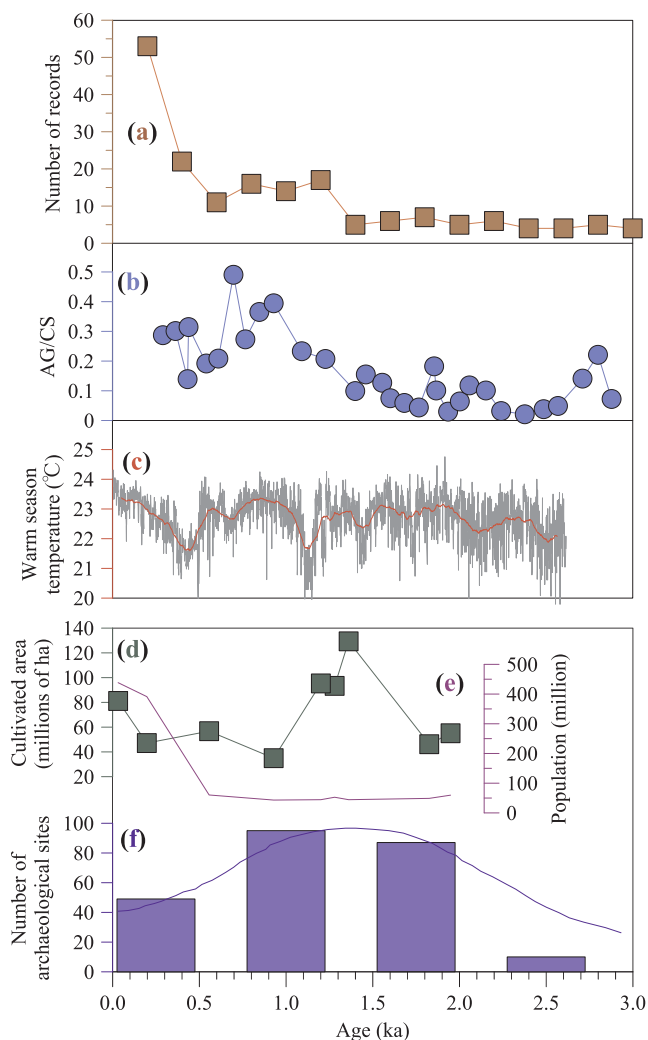 60
50
40
30
20
10
0
Number of records
(a)
0.5
0.4
0.3
0.2
0.1
0
AG/CS
(b)
25
24
23
22
21
20
Warm season
temperature (℃)
(c)
140
120
100
80
60
40
20
Cultivated area
(millions of ha)
(d)
(e)
500
400
300
200
100
0
Population (million)
100
80
60
40
20
0
Number of
archaeological sites
(f)
0.0 0.5 1.0 1.5 2.0 2.5 3.0
Age (ka)